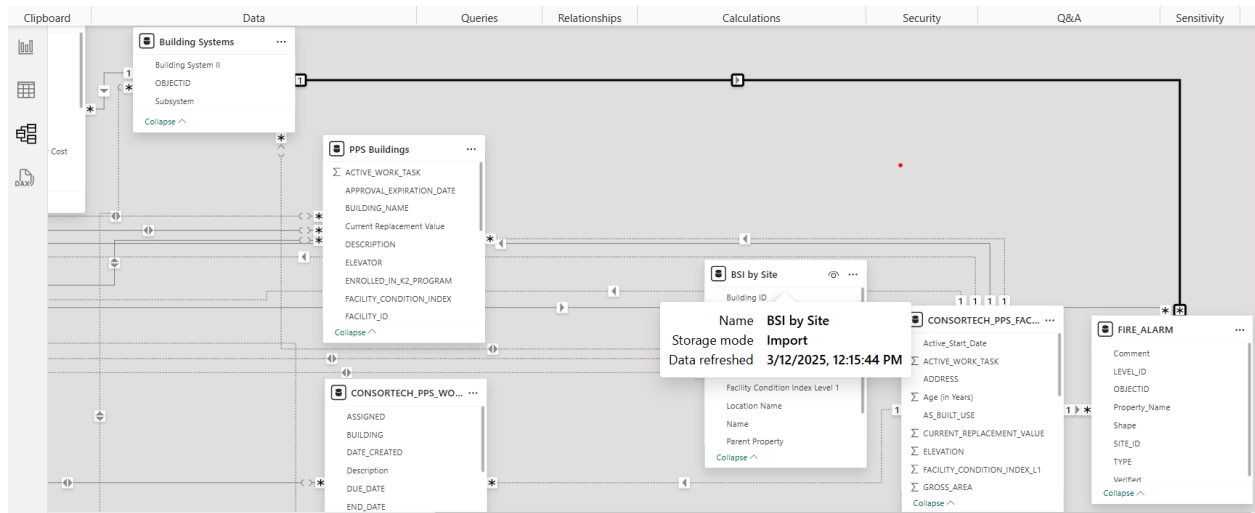 Clipboard
Data
Queries
Relationships
Calculations
Security
Q&A
Sensitivity
DAX
Cost
Building Systems
Building System II
OBJECTID
Subsystem
Collapse
PPS Buildings
ACTIVE_WORK_TASK
APPROVAL_EXPIRATION_DATE
BUILDING_NAME
Current Replacement Value
DESCRIPTION
ELEVATOR
ENROLLED_IN_K2_PROGRAM
FACILITY_CONDITION_INDEX
FACILITY_ID
Collapse
CONSORTECH_PPS_WO...
ASSIGNED
BUILDING
DATE_CREATED
Description
DUE_DATE
END_DATE
BSI by Site
Building ID
Name BSI by Site
Storage mode Import
Data refreshed 3/12/2025, 12:15:44 PM
Facility Condition Index Level 1
Location Name
Name
Parent Property
Collapse
CONSORTECH_PPS_FAC...
Active_Start_Date
ACTIVE_WORK_TASK
ADDRESS
Age (in Years)
AS_BUILT_USE
CURRENT_REPLACEMENT_VALUE
ELEVATION
FACILITY_CONDITION_INDEX_L1
GROSS_AREA
Collapse
FIRE_ALARM
Comment
LEVEL_ID
OBJECTID
Property_Name
Shape
SITE_ID
TYPE
Verified
Collapse